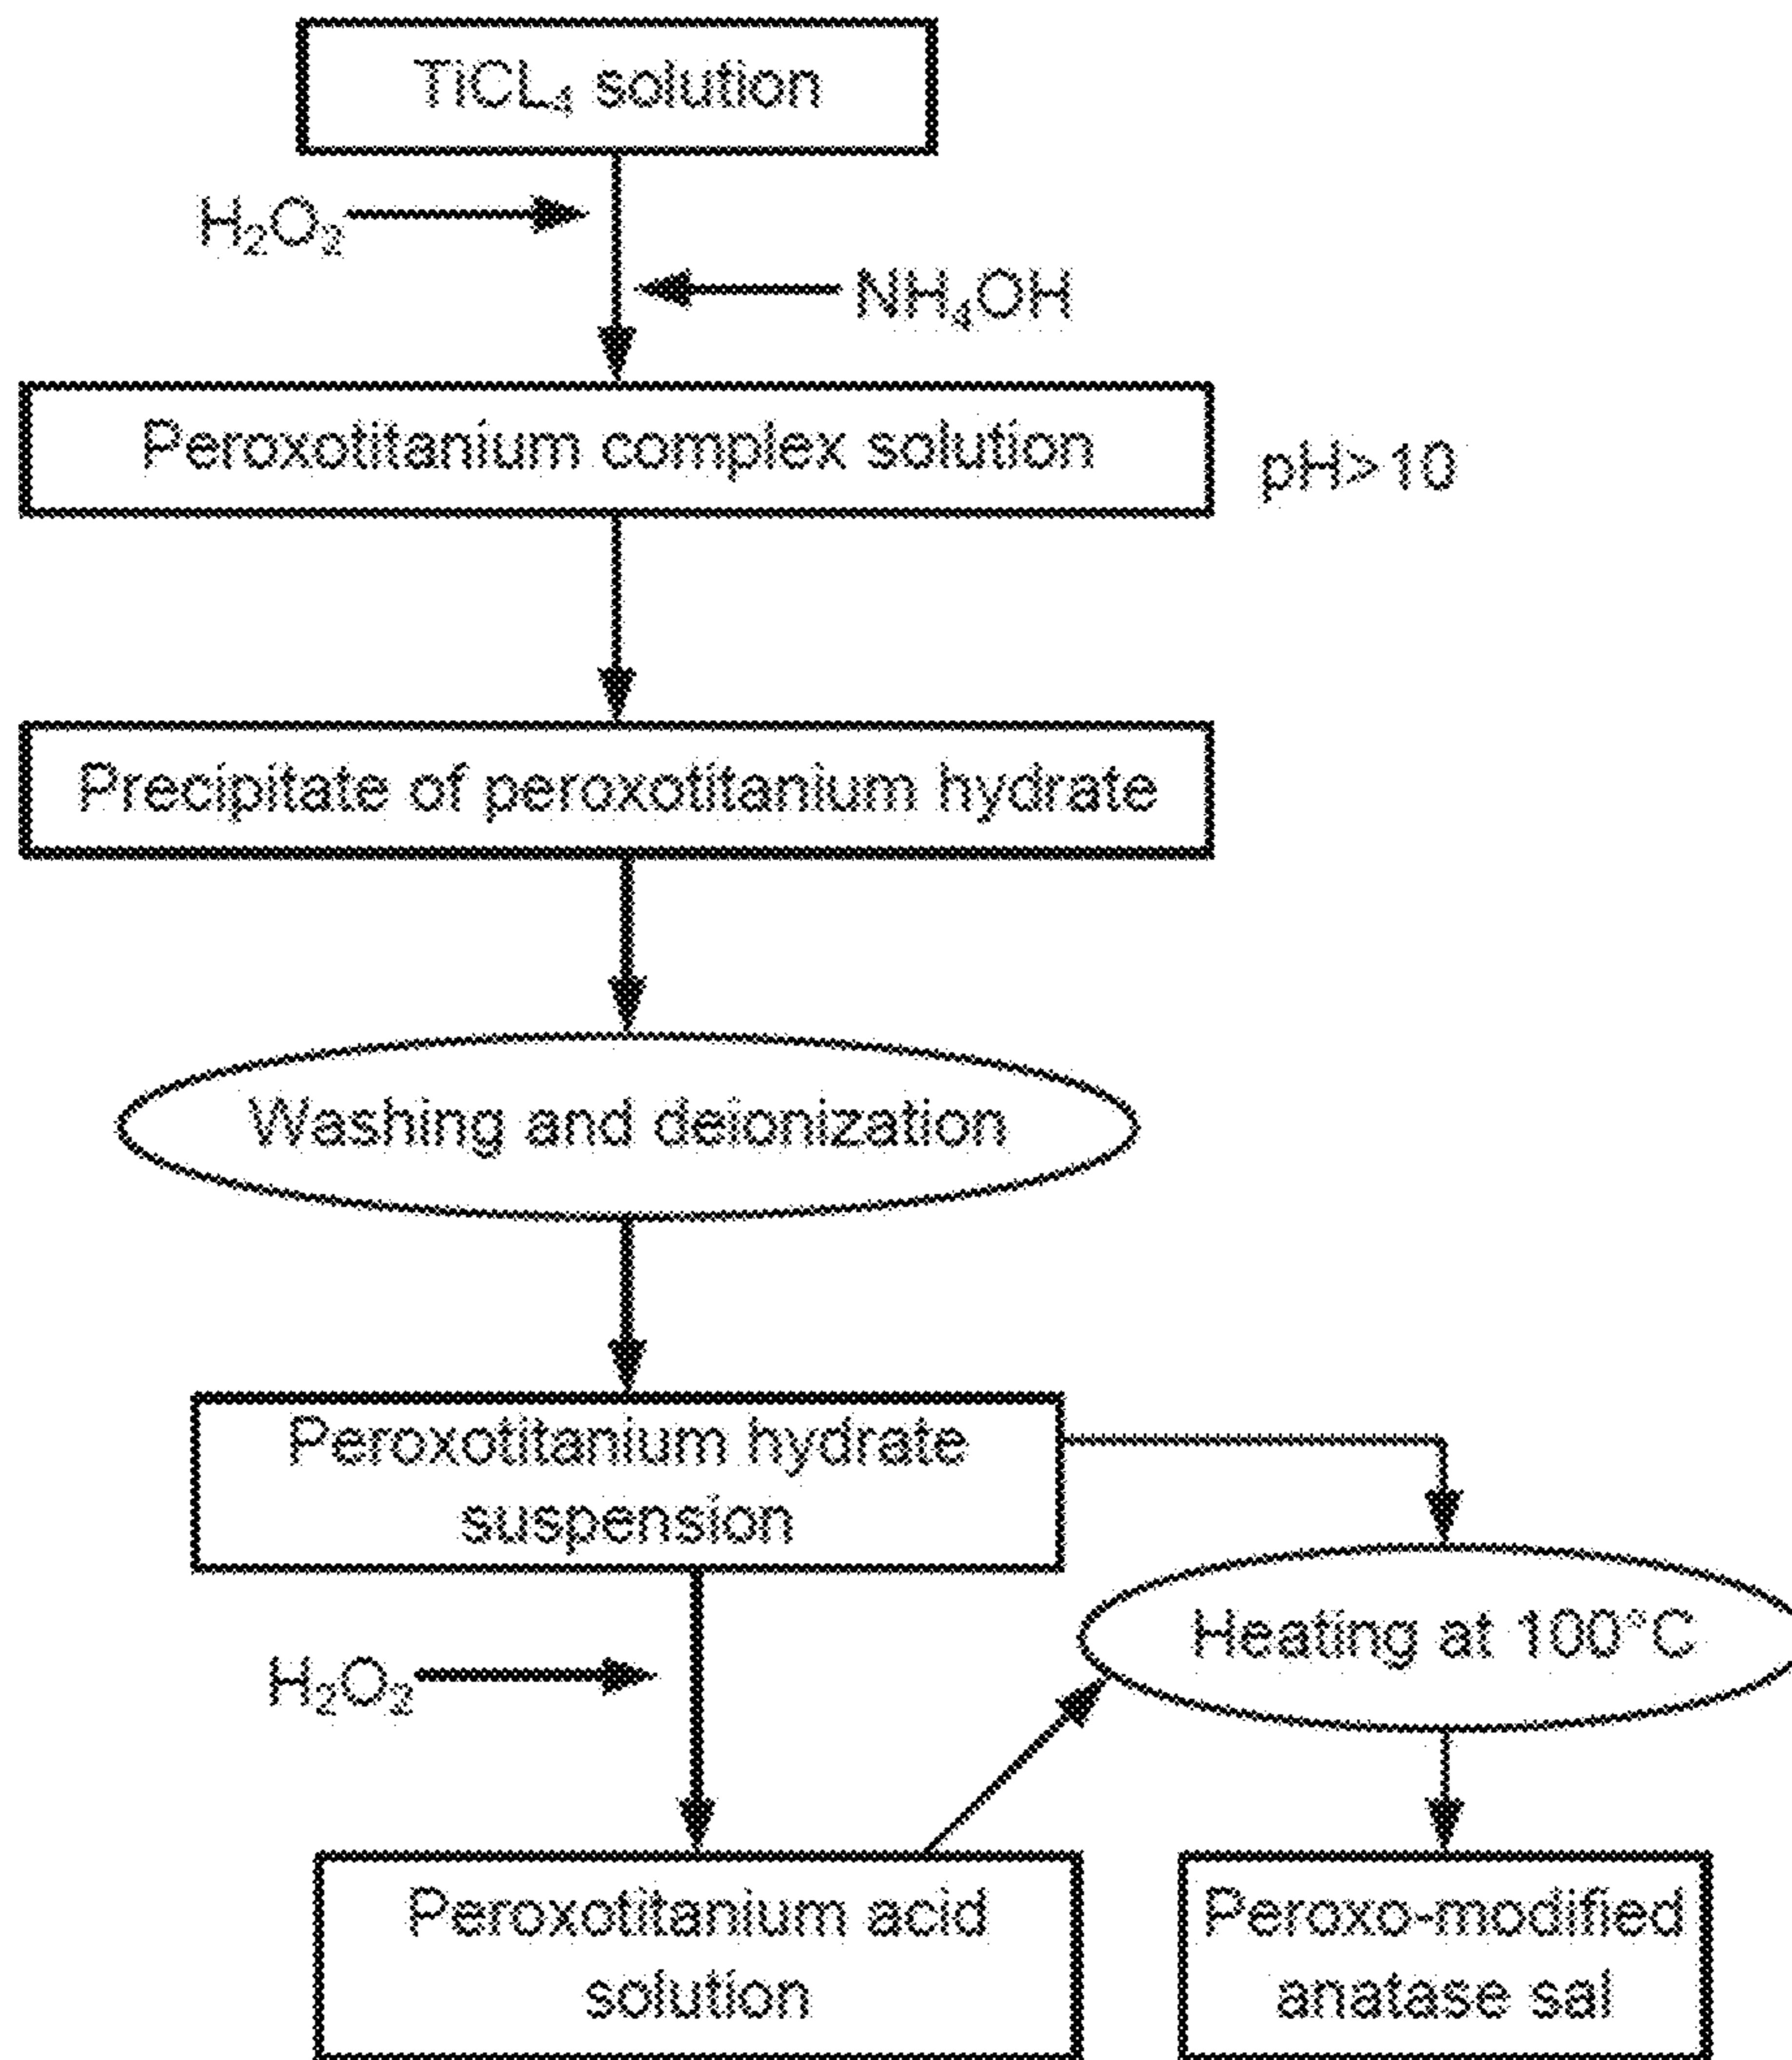 TiCL₄ solution
H₂O₂
NH₄OH
Peroxotitanium complex solution
pH>10
Precipitate of peroxotitanium hydrate
Washing and deionization
Peroxotitanium hydrate
suspension
Heating at 100°C
H₂O₂
Peroxotitanium acid
solution
Peroxo-modified
anatase sal